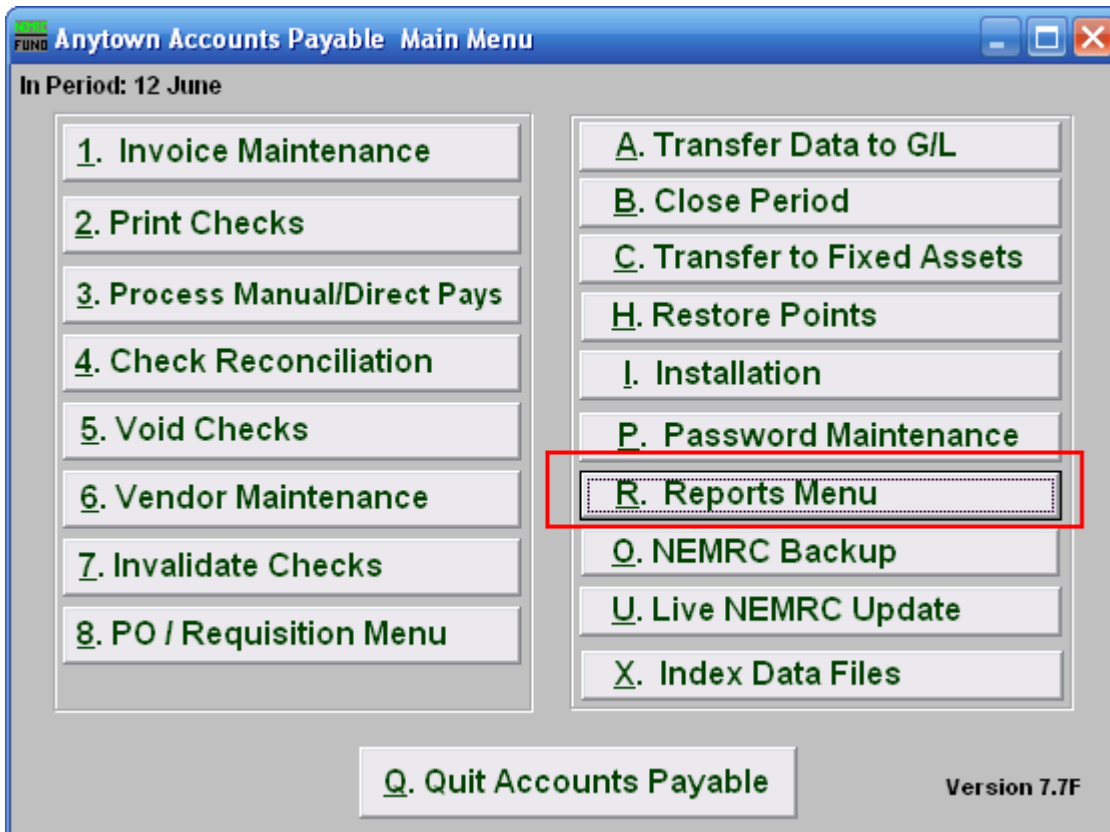 NEMRC
FUND
Anytown Accounts Payable Main Menu
In Period: 12 June
1. Invoice Maintenance
2. Print Checks
3. Process Manual/Direct Pays
4. Check Reconciliation
5. Void Checks
6. Vendor Maintenance
7. Invalidate Checks
8. PO / Requisition Menu
A. Transfer Data to G/L
B. Close Period
C. Transfer to Fixed Assets
H. Restore Points
I. Installation
P. Password Maintenance
R. Reports Menu
O. NEMRC Backup
U. Live NEMRC Update
X. Index Data Files
Q. Quit Accounts Payable
Version 7.7F